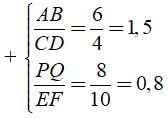 + { AB/CD = 6/4 = 1,5
PQ/EF = 8/10 = 0,8